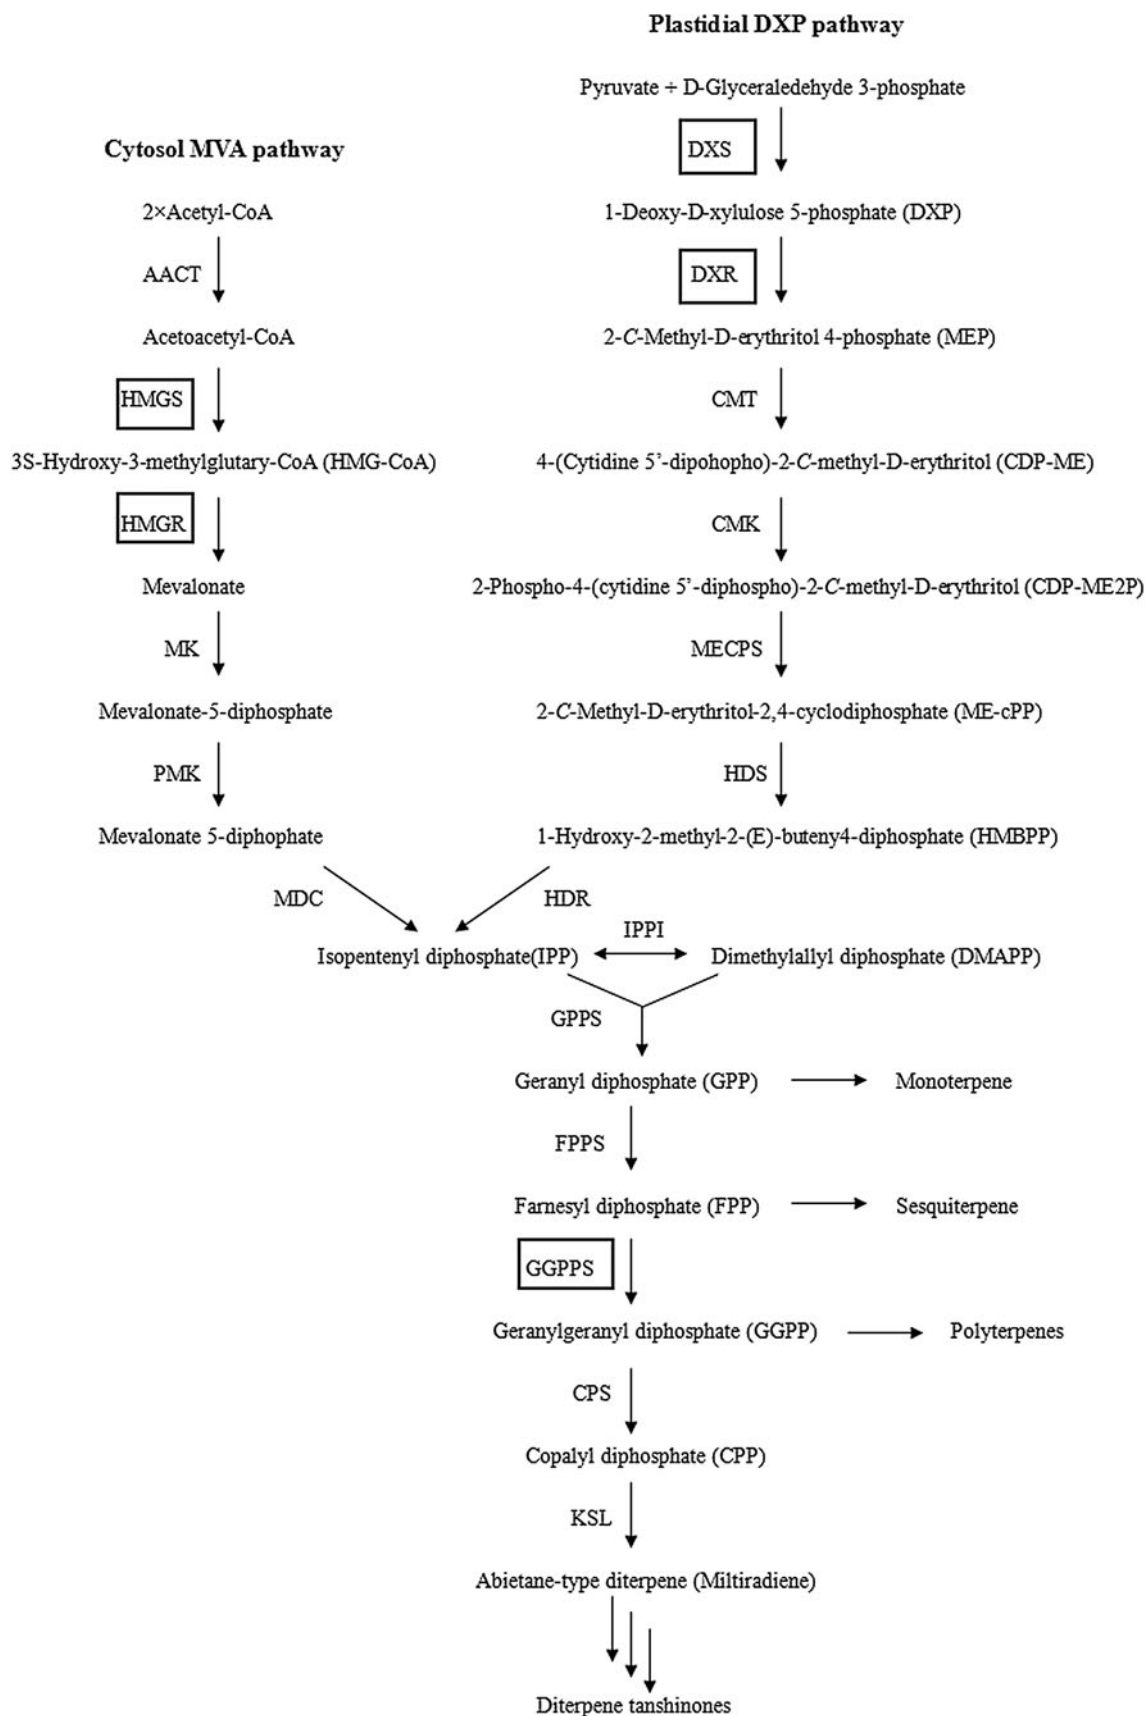 Plastidial DXP pathway
Pyruvate + D-Glyceraledehyde 3-phosphate
DXS
1-Deoxy-D-xylulose 5-phosphate (DXP)
DXR
2-C-Methyl-D-erythritol 4-phosphate (MEP)
CMT
4-(Cytidine 5’-dipohopho)-2-C-methyl-D-erythritol (CDP-ME)
CMK
2-Phospho-4-(cytidine 5’-diphospho)-2-C-methyl-D-erythritol (CDP-ME2P)
MECPS
2-C-Methyl-D-erythritol-2,4-cyclodiphosphate (ME-cPP)
HDS
1-Hydroxy-2-methyl-2-(E)-buteny4-diphosphate (HMBPP)
HDR
Cytosol MVA pathway
2×Acetyl-CoA
AACT
Acetoacetyl-CoA
HMGS
3S-Hydroxy-3-methylglutary-CoA (HMG-CoA)
HMGR
Mevalonate
MK
Mevalonate-5-diphosphate
PMK
Mevalonate 5-diphophate
MDC
Isopentenyl diphosphate(IPP)
IPPI
Dimethylallyl diphosphate (DMAPP)
GPPS
Geranyl diphosphate (GPP)
Monoterpene
FPPS
Farnesyl diphosphate (FPP)
Sesquiterpene
GGPPS
Geranylgeranyl diphosphate (GGPP)
Polyterpenes
CPS
Copalyl diphosphate (CPP)
KSL
Abietane-type diterpene (Miltiradiene)
Diterpene tanshinones